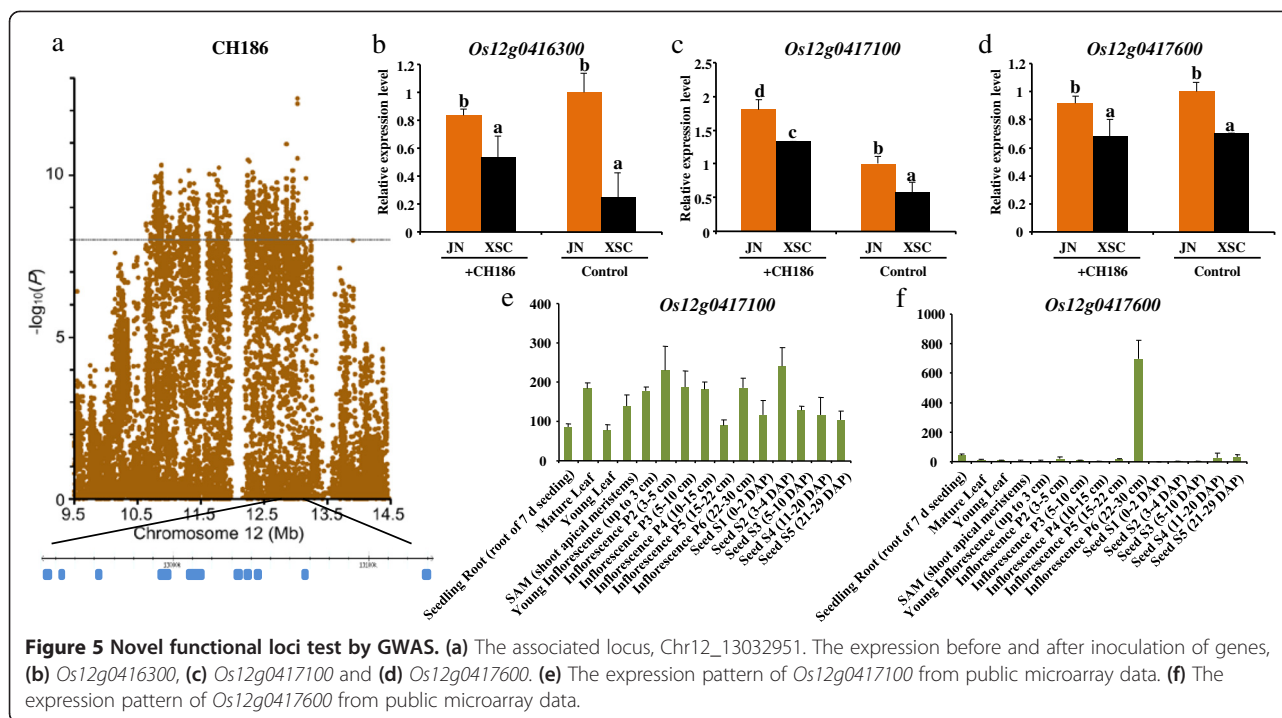 a
CH186
10
5
0
-log10(P)
9.5 10.5 11.5 12.5 13.5 14.5
Chromosome 12 (Mb)
b
Os12g0416300
Relative expression level
1.2
1
0.8
0.6
0.4
0.2
0
b a b a
JN XSC JN XSC
+CH186 Control
c
Os12g0417100
Relative expression level
2.5
2
1.5
1
0.5
0
d c b a
JN XSC JN XSC
+CH186 Control
d
Os12g0417600
Relative expression level
1.2
1
0.8
0.6
0.4
0.2
0
b a b a
JN XSC JN XSC
+CH186 Control
e
Os12g0417100
400
300
200
100
0
Seedling Root (root of 7 d seeding)
Mature Leaf
Young Leaf
SAM (shoot apical meristems)
Young Inflorescence (up to 3 cm)
Inflorescence P2 (3-5 cm)
Inflorescence P3 (5-10 cm)
Inflorescence P4 (10-15 cm)
Inflorescence P5 (15-22 cm)
Inflorescence P6 (22-30 cm)
Seed S1 (0-2 DAP)
Seed S2 (3-4 DAP)
Seed S3 (5-10 DAP)
Seed S4 (11-20 DAP)
Seed S5 (21-29 DAP)
f
Os12g0417600
1000
800
600
400
200
0
Seedling Root (root of 7 d seeding)
Mature Leaf
Young Leaf
SAM (shoot apical meristems)
Young Inflorescence (up to 3 cm)
Inflorescence P2 (3-5 cm)
Inflorescence P3 (5-10 cm)
Inflorescence P4 (10-15 cm)
Inflorescence P5 (15-22 cm)
Inflorescence P6 (22-30 cm)
Seed S1 (0-2 DAP)
Seed S2 (3-4 DAP)
Seed S3 (5-10 DAP)
Seed S4 (11-20 DAP)
Seed S5 (21-29 DAP)
Figure 5 Novel functional loci test by GWAS. (a) The associated locus, Chr12_13032951. The expression before and after inoculation of genes,
(b) Os12g0416300, (c) Os12g0417100 and (d) Os12g0417600. (e) The expression pattern of Os12g0417100 from public microarray data. (f) The
expression pattern of Os12g0417600 from public microarray data.